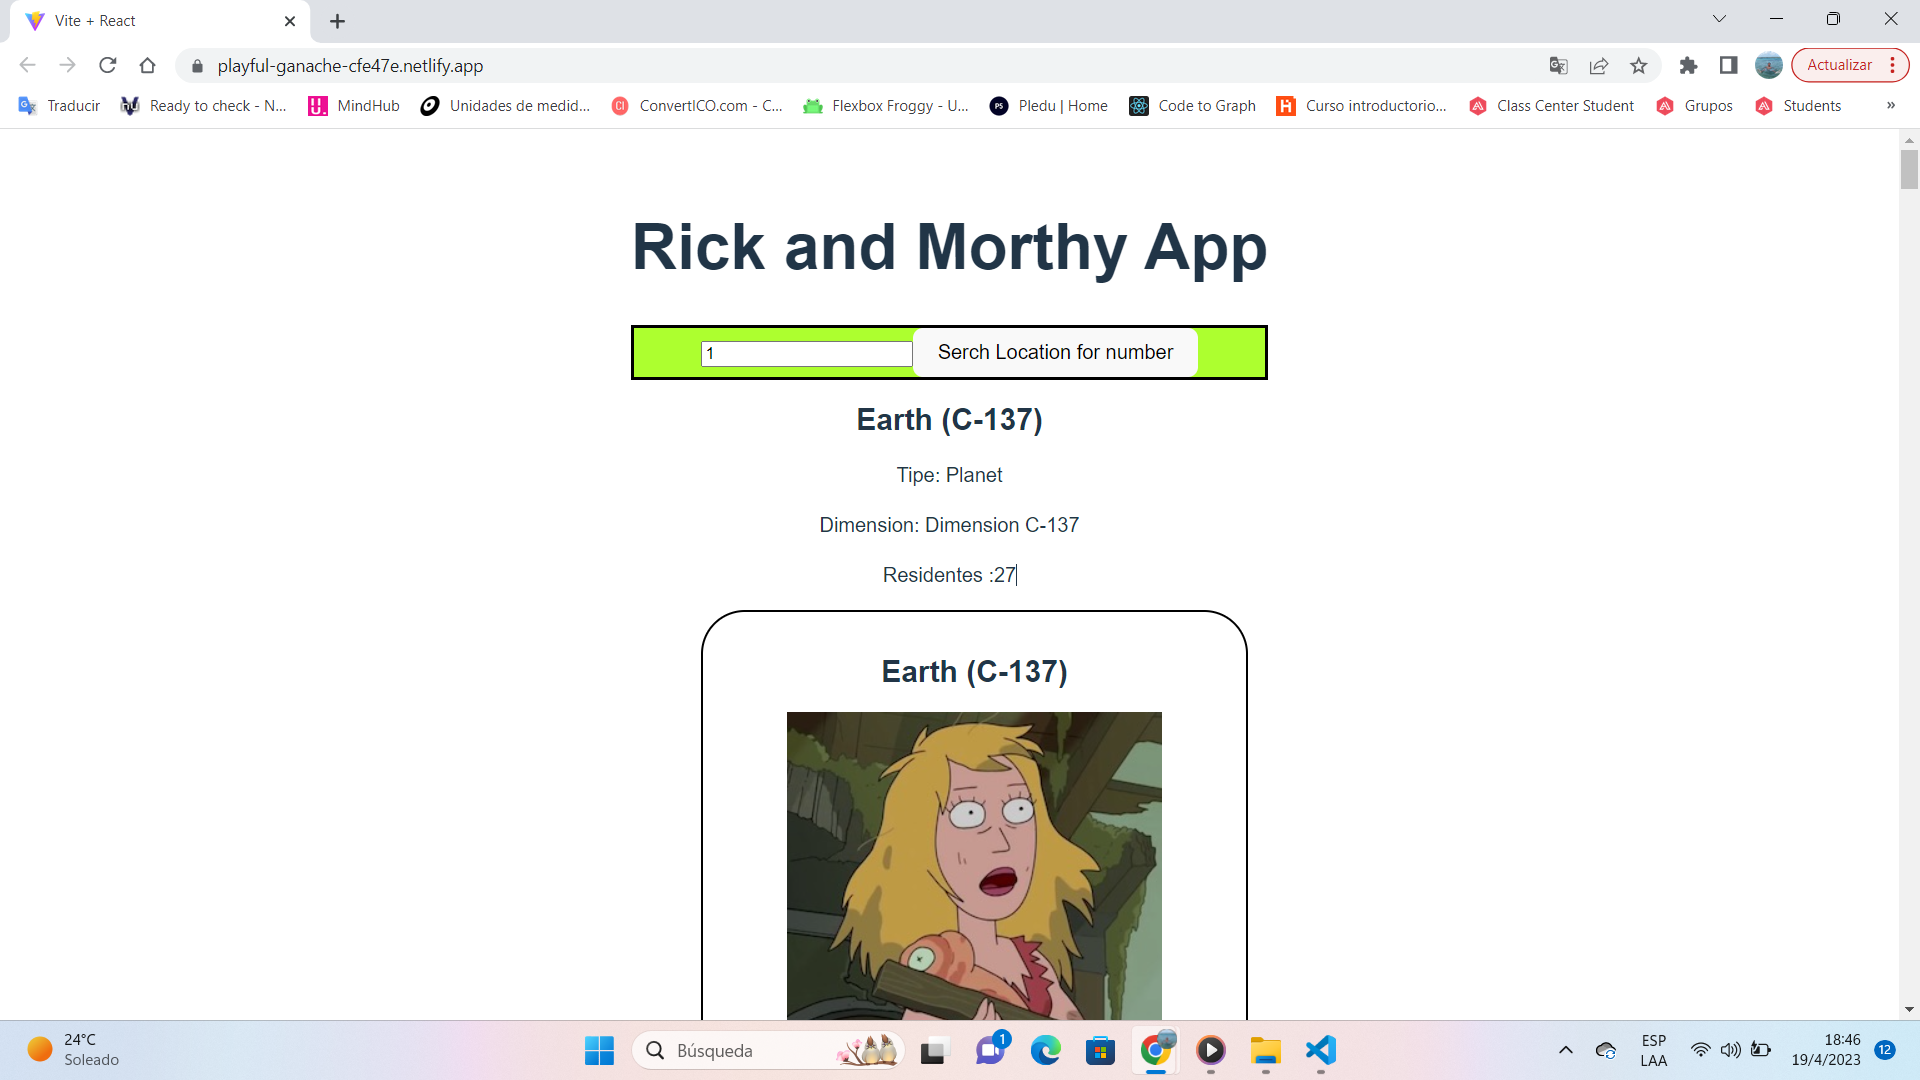 Vite + React
playful-ganache-cfe47e.netlify.app
Actualizar
Traducir
Ready to check - N...
U.
MindHub
Unidades de medid...
CI
ConvertICO.com - C...
Flexbox Froggy - U...
PS
Pledu | Home
Code to Graph
H
Curso introductorio...
Class Center Student
Grupos
Students
»
Rick and Morthy App
1
Serch Location for number
Earth (C-137)
Tipe: Planet
Dimension: Dimension C-137
Residentes :27
Earth (C-137)
24°C
Soleado
Búsqueda
1
ESP
LAA
18:46
19/4/2023
12